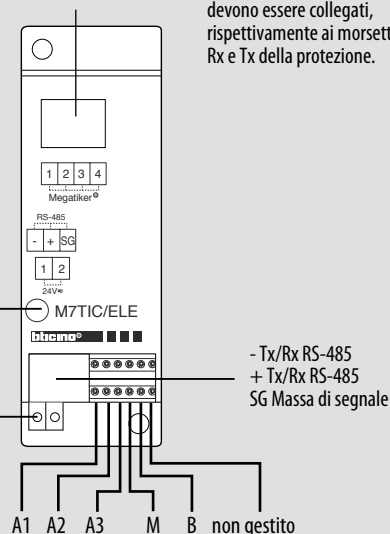 devono essere collegati,
rispettivamente ai morsett
Rx e Tx della protezione.
1 2 3 4
Megatiker®
RS-485
- + SG
1 2
24V≂
M7TIC/ELE
bticino®
- Tx/Rx RS-485
+ Tx/Rx RS-485
SG Massa di segnale
A1 A2 A3 M B non gestito